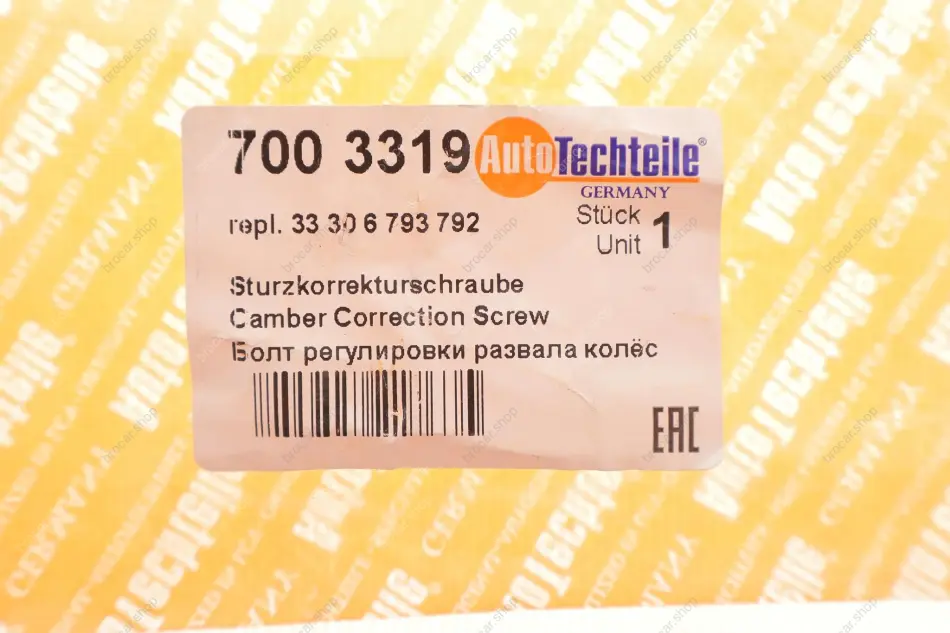 700 3319 AutoTechteile®
GERMANY
repl. 33 30 6 793 792
Stück
Unit 1
Sturzkorrekturschraube
Camber Correction Screw
Болт регулировки развала колёс
EAC